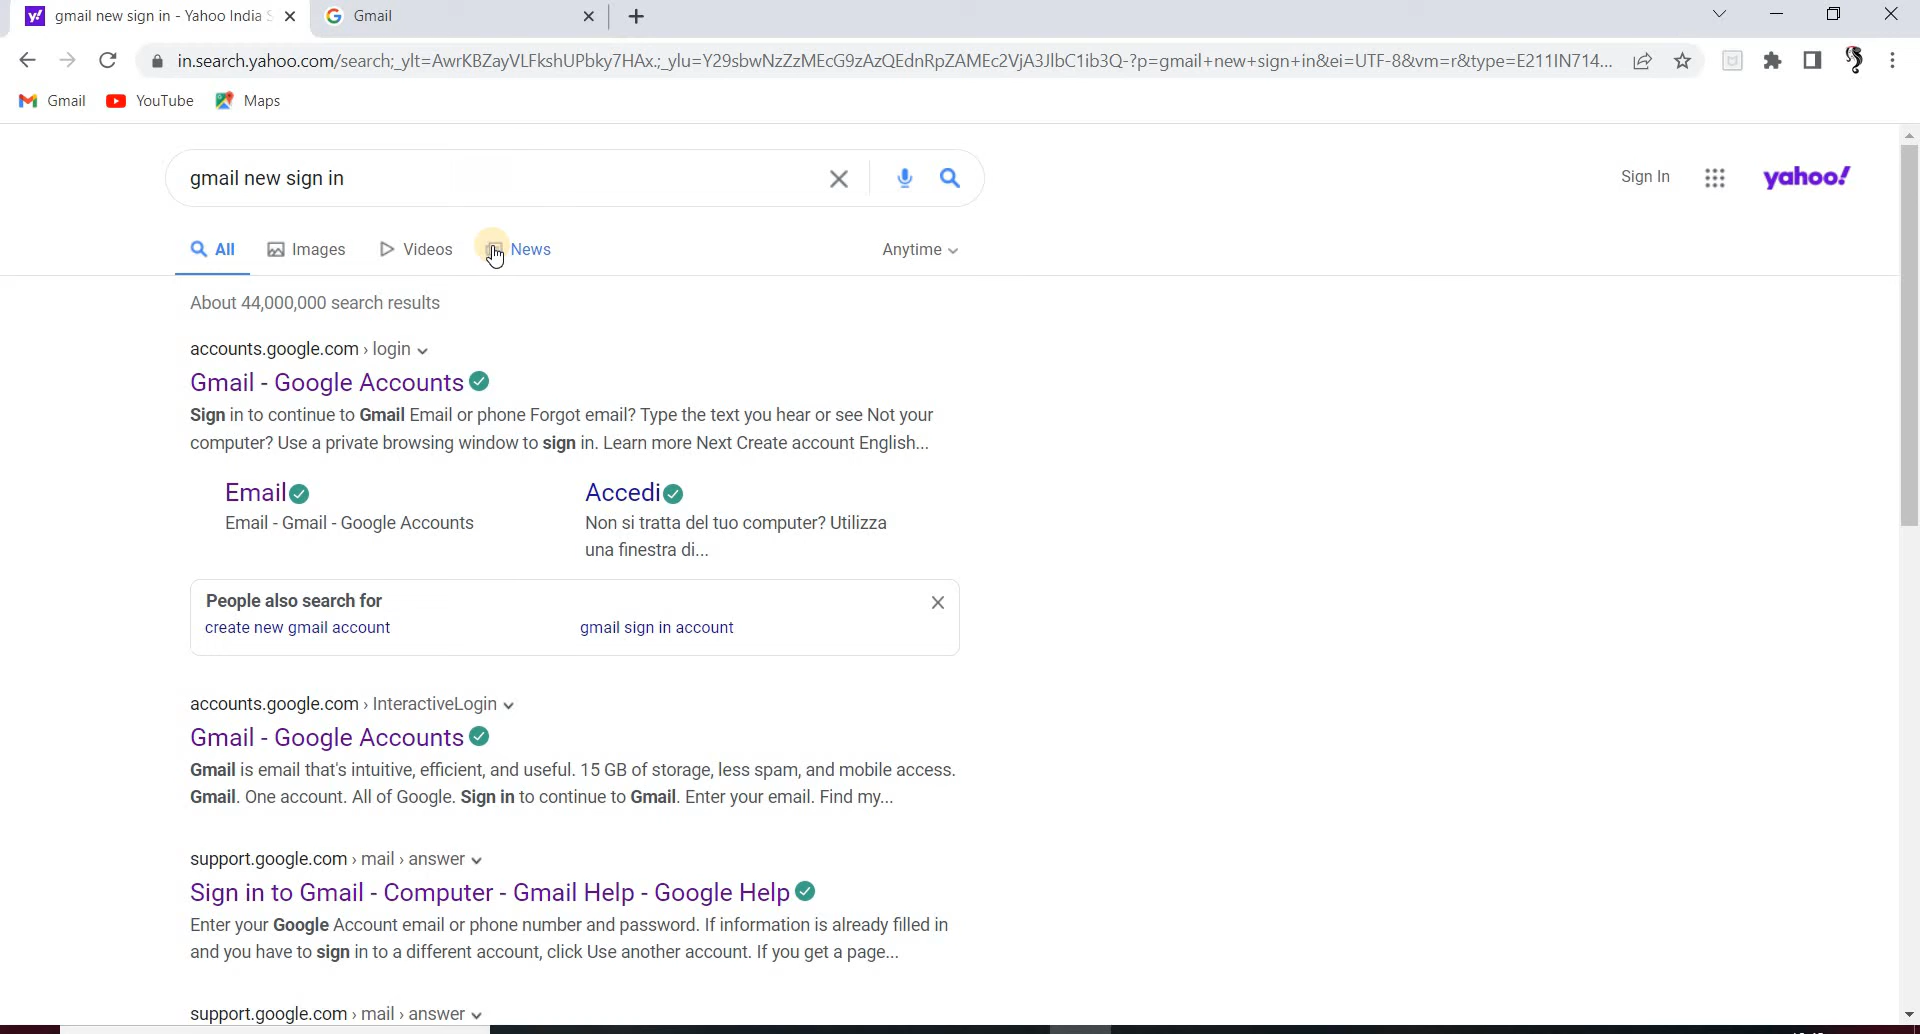 gmail new sign in - Yahoo India S
Gmail
in.search.yahoo.com/search;_ylt=AwrKBZayVLFkshUPbky7HAx.;_ylu=Y29sbwNzZzMEcG9zAzQEdnRpZAMEc2VjA3JlbC1ib3Q-?p=gmail+new+sign+in&ei=UTF-8&vm=r&type=E211IN714...
Gmail YouTube Maps
gmail new sign in
Sign In yahoo!
All Images Videos News Anytime
About 44,000,000 search results
accounts.google.com › login
Gmail - Google Accounts
Sign in to continue to Gmail Email or phone Forgot email? Type the text you hear or see Not your
computer? Use a private browsing window to sign in. Learn more Next Create account English...
Email Accedi
Email - Gmail - Google Accounts Non si tratta del tuo computer? Utilizza
una finestra di...
People also search for
create new gmail account gmail sign in account
accounts.google.com › InteractiveLogin
Gmail - Google Accounts
Gmail is email that's intuitive, efficient, and useful. 15 GB of storage, less spam, and mobile access.
Gmail. One account. All of Google. Sign in to continue to Gmail. Enter your email. Find my...
support.google.com › mail › answer
Sign in to Gmail - Computer - Gmail Help - Google Help
Enter your Google Account email or phone number and password. If information is already filled in
and you have to sign in to a different account, click Use another account. If you get a page...
support.google.com › mail › answer